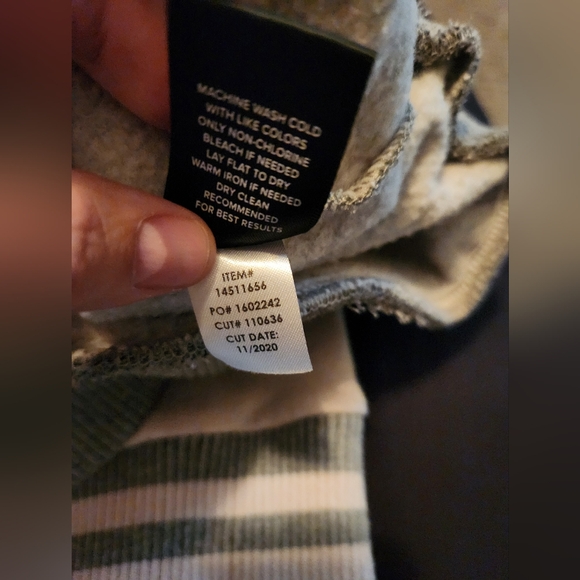 MACHINE WASH COLD
WITH LIKE COLORS
ONLY NON-CHLORINE
BLEACH IF NEEDED
LAY FLAT TO DRY
WARM IRON IF NEEDED
DRY CLEAN
RECOMMENDED
FOR BEST RESULTS
ITEM#
14511656
PO# 1602242
CUT# 110636
CUT DATE:
11/2020